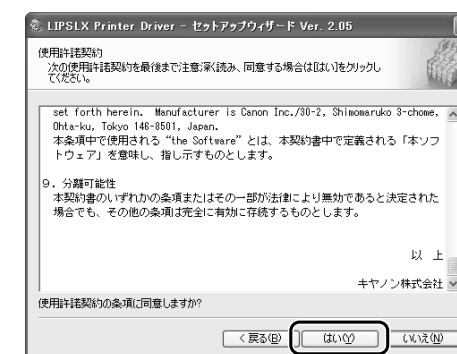 LIPSLX Printer Driver - セットアップウィザード Ver. 2.05
使用許諾契約
次の使用許諾契約を最後まで注意深く読み、同意する場合は[はい]をクリックし
てください。
set forth herein. Manufacturer is Canon Inc./30-2, Shimomaruko 3-chome,
Ohta-ku, Tokyo 146-8501, Japan.
本条項中で使用される "the Software" とは、本契約書中で定義される「本ソフ
トウェア」を意味し、指し示すものとします。
9. 分離可能性
本契約書のいずれかの条項またはその一部が法律により無効であると決定された
場合でも、その他の条項は完全に有効に存続するものとします。
以 上
キヤノン株式会社
使用許諾契約の条項に同意しますか?
< 戻る(B) はい(Y) いいえ(N)